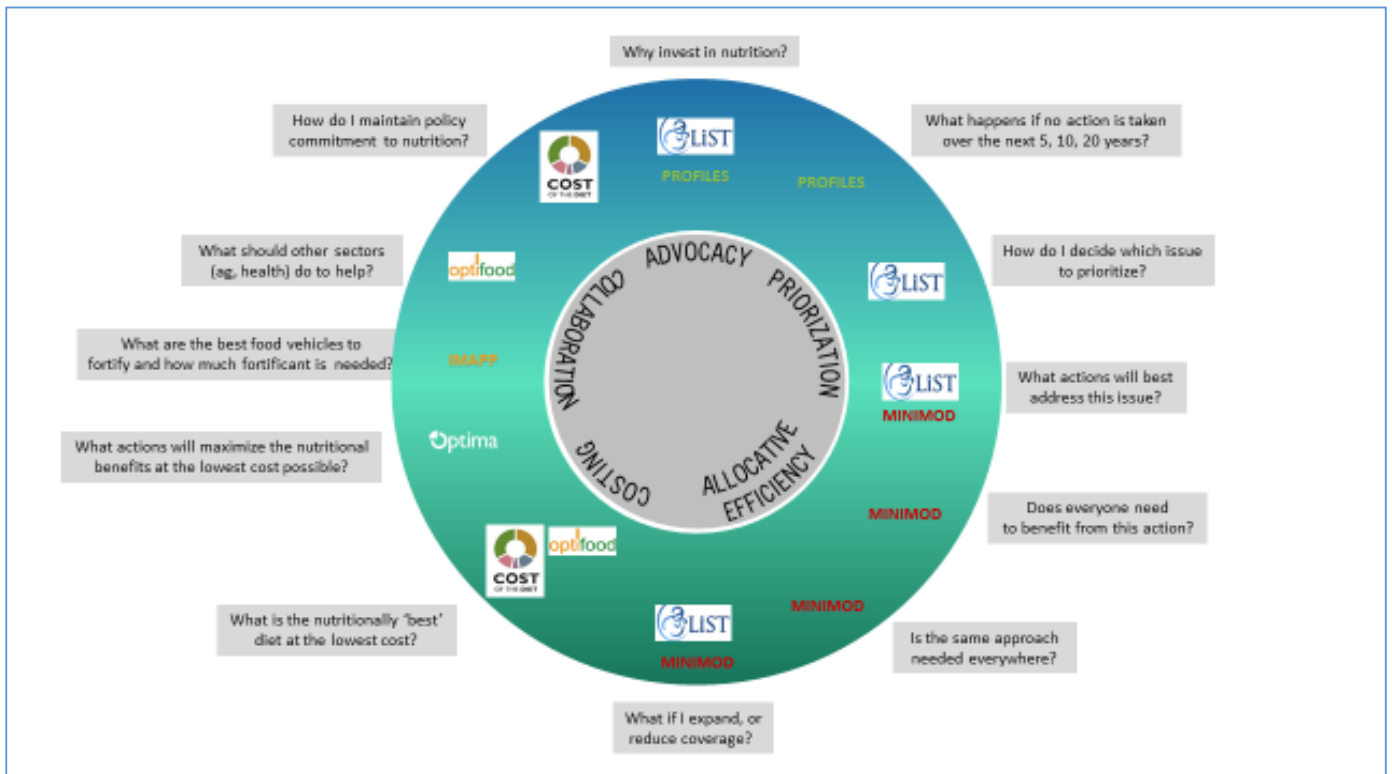 Why invest in nutrition?
How do I maintain policy
commitment to nutrition?
What happens if no action is taken
over the next 5, 10, 20 years?
COST
OF THE DIET
LiST
PROFILES
PROFILES
What should other sectors
(ag, health) do to help?
optifood
ADVOCACY
COLLABORATION
PRIORIZATION
LiST
How do I decide which issue
to prioritize?
What are the best food vehicles to
fortify and how much fortificant is needed?
IMAPP
LiST
MINIMOD
What actions will best
address this issue?
What actions will maximize the nutritional
benefits at the lowest cost possible?
Optima
COSTING
ALLOCATIVE
EFFICIENCY
MINIMOD
Does everyone need
to benefit from this action?
COST
OF THE DIET
optifood
What is the nutritionally ‘best’
diet at the lowest cost?
LiST
MINIMOD
MINIMOD
Is the same approach
needed everywhere?
What if I expand, or
reduce coverage?